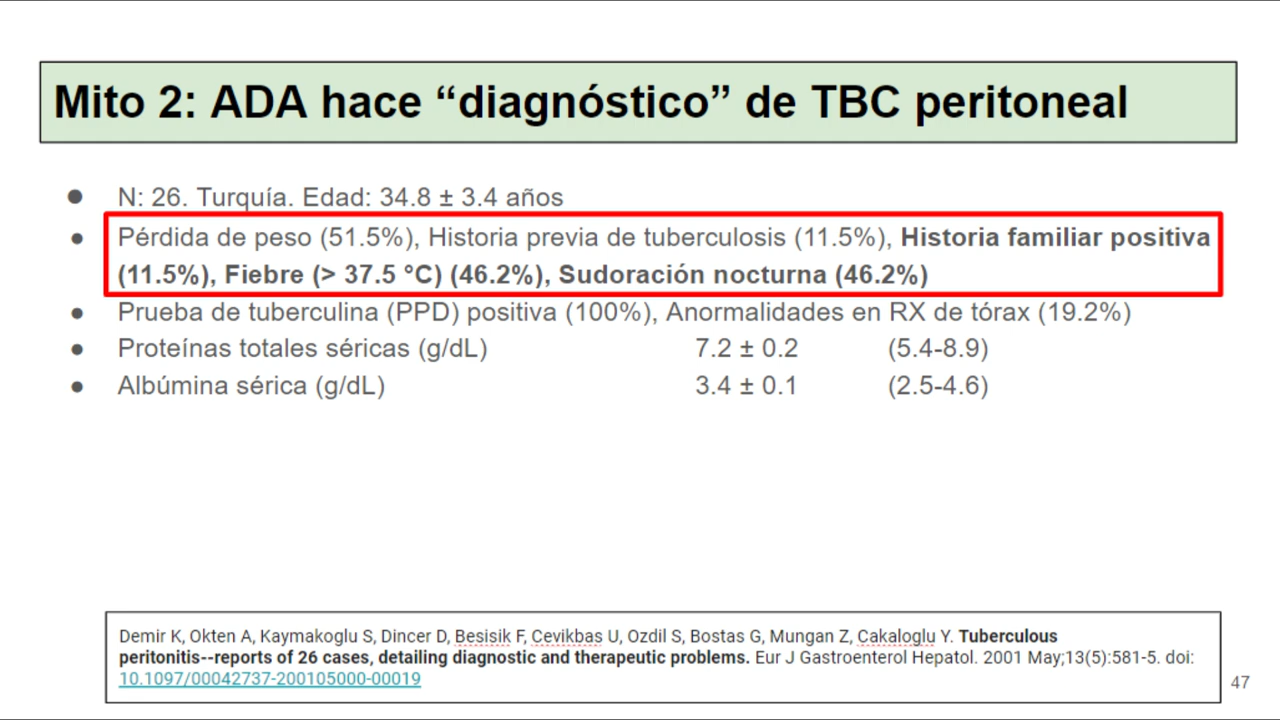 Mito 2: ADA hace “diagnóstico” de TBC peritoneal
● N: 26. Turquía. Edad: 34.8 ± 3.4 años
● Pérdida de peso (51.5%), Historia previa de tuberculosis (11.5%), Historia familiar positiva
(11.5%), Fiebre (> 37.5 °C) (46.2%), Sudoración nocturna (46.2%)
● Prueba de tuberculina (PPD) positiva (100%), Anormalidades en RX de tórax (19.2%)
● Proteínas totales séricas (g/dL) 7.2 ± 0.2 (5.4-8.9)
● Albúmina sérica (g/dL) 3.4 ± 0.1 (2.5-4.6)
Demir K, Okten A, Kaymakoglu S, Dincer D, Besisik F, Cevikbas U, Ozdil S, Bostas G, Mungan Z, Cakaloglu Y. Tuberculous
peritonitis--reports of 26 cases, detailing diagnostic and therapeutic problems. Eur J Gastroenterol Hepatol. 2001 May;13(5):581-5. doi:
10.1097/00042737-200105000-00019
47